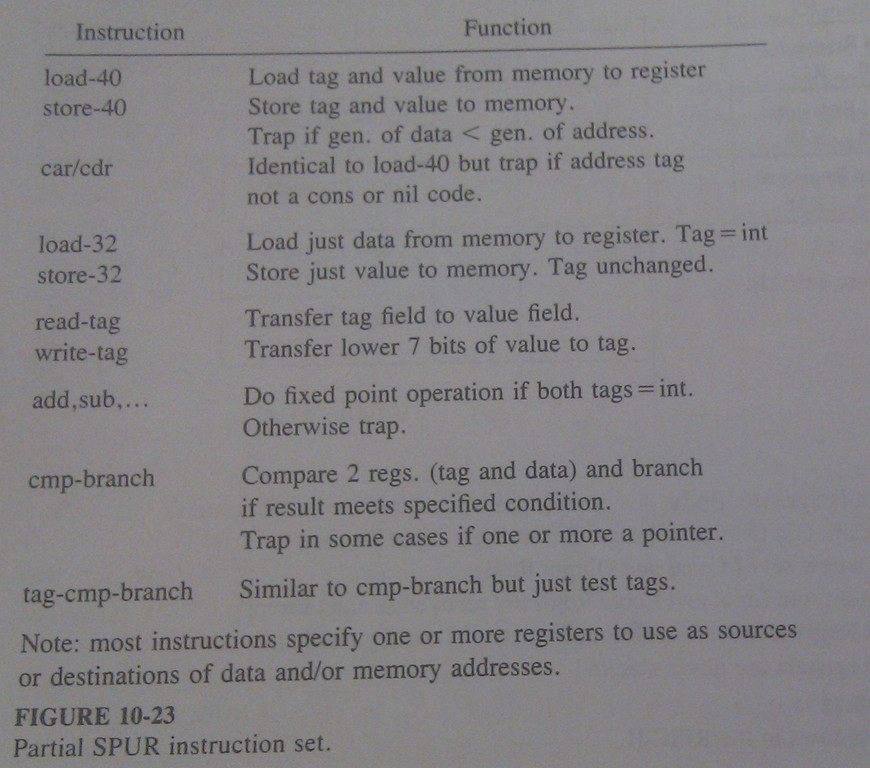 Instruction Function
load-40 Load tag and value from memory to register
store-40 Store tag and value to memory.
Trap if gen. of data < gen. of address.
car/cdr Identical to load-40 but trap if address tag
not a cons or nil code.
load-32 Load just data from memory to register. Tag=int
store-32 Store just value to memory. Tag unchanged.
read-tag Transfer tag field to value field.
write-tag Transfer lower 7 bits of value to tag.
add,sub,... Do fixed point operation if both tags=int.
Otherwise trap.
cmp-branch Compare 2 regs. (tag and data) and branch
if result meets specified condition.
Trap in some cases if one or more a pointer.
tag-cmp-branch Similar to cmp-branch but just test tags.
Note: most instructions specify one or more registers to use as sources
or destinations of data and/or memory addresses.
FIGURE 10-23
Partial SPUR instruction set.